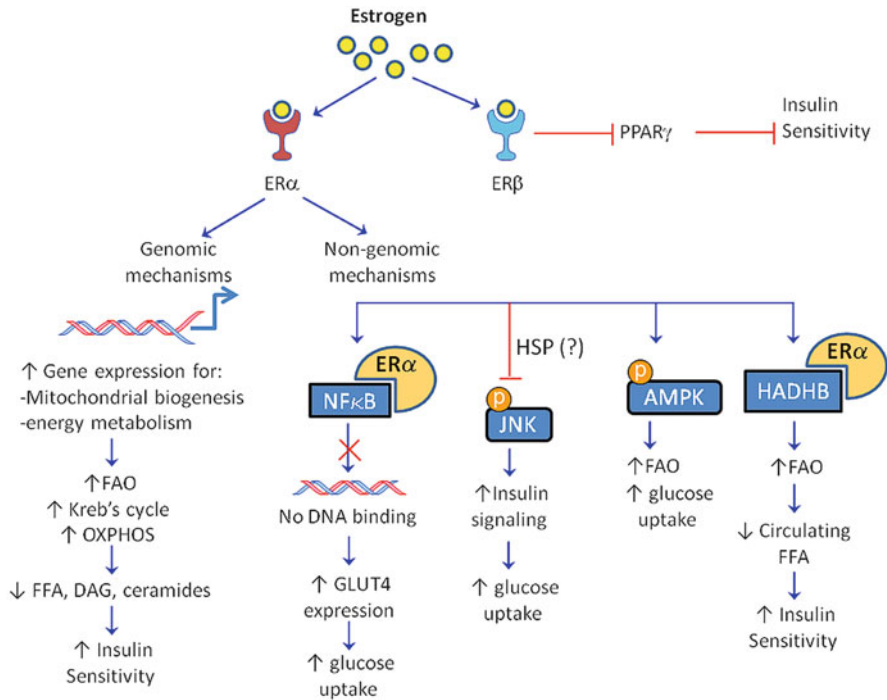 Estrogen
ERα
ERβ
PPARγ
Insulin
Sensitivity
Genomic
mechanisms
Non-genomic
mechanisms
↑ Gene expression for:
-Mitochondrial biogenesis
-energy metabolism
↑FAO
↑ Kreb's cycle
↑ OXPHOS
↓ FFA, DAG, ceramides
↑ Insulin
Sensitivity
ERα
NFκB
No DNA binding
↑ GLUT4
expression
↑ glucose
uptake
HSP (?)
p
JNK
↑Insulin
signaling
↑ glucose
uptake
p
AMPK
↑FAO
↑ glucose
uptake
ERα
HADHB
↑FAO
↓ Circulating
FFA
↑ Insulin
Sensitivity